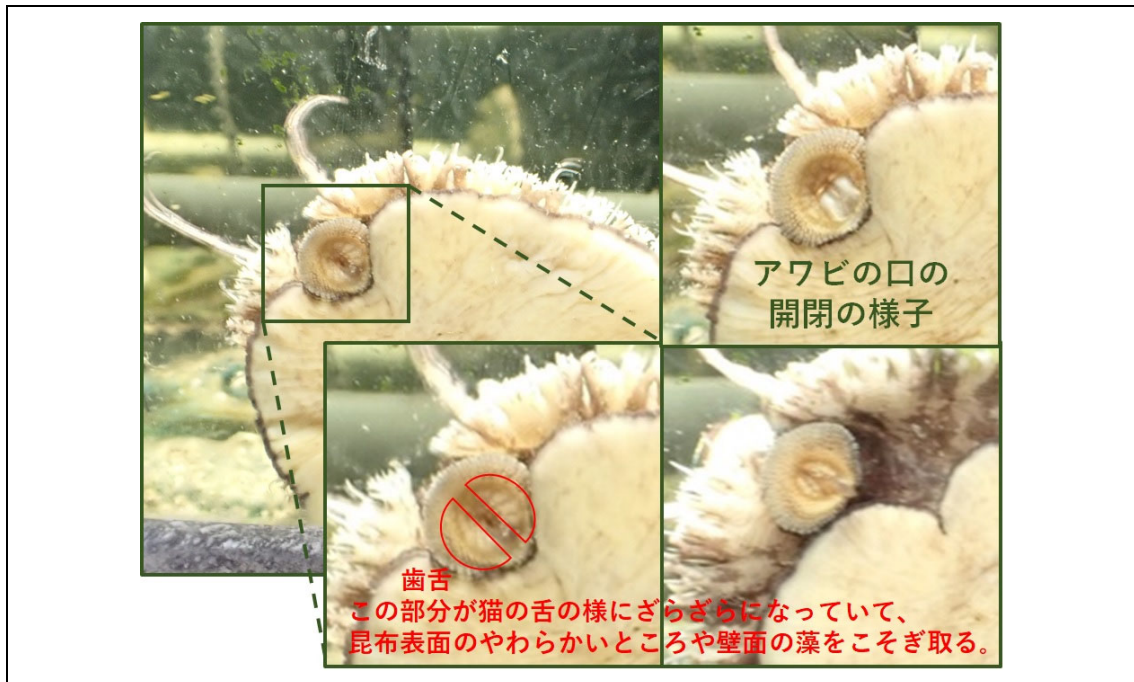 アワビの口の
開閉の様子
歯舌
この部分が猫の舌の様にざらざらになっていて、
昆布表面のやわらかいところや壁面の藻をこそぎ取る。